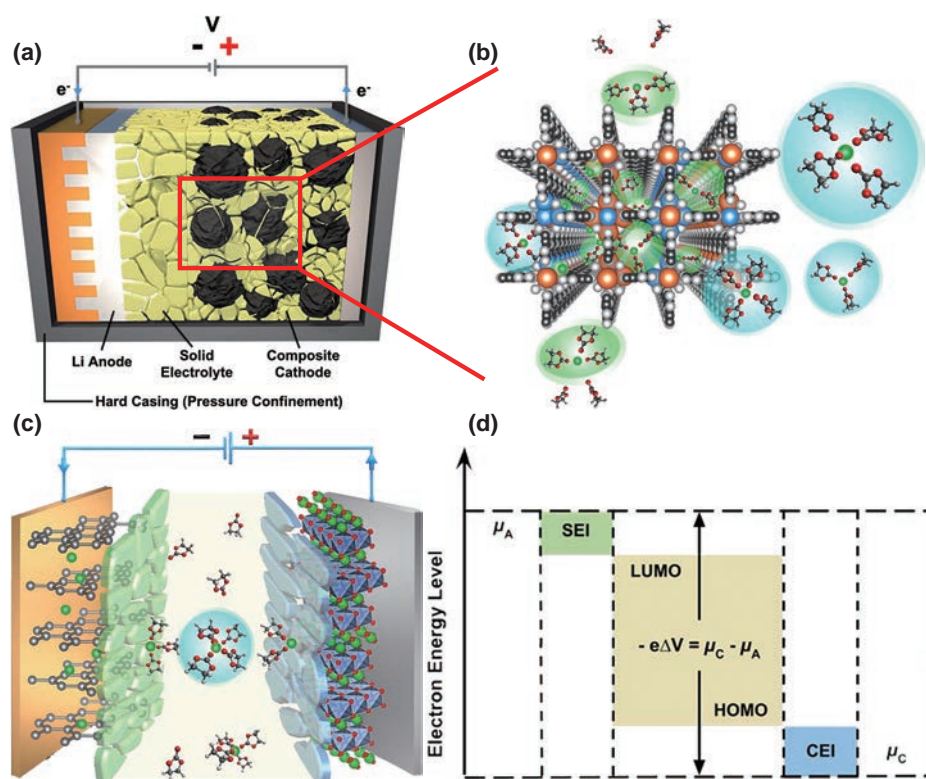 (a)
V
- +
e-
e-
Li Anode
Solid
Electrolyte
Composite
Cathode
Hard Casing (Pressure Confinement)
(b)
(c)
- +
(d)
Electron Energy Level
μA
SEI
LUMO
- eΔV = μC - μA
HOMO
CEI
μC